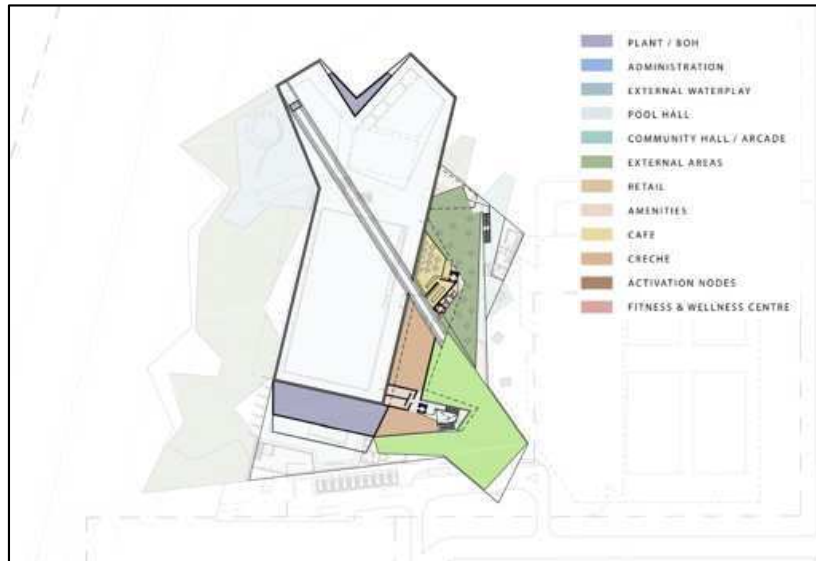 PLANT / BOH
ADMINISTRATION
EXTERNAL WATERPLAY
POOL HALL
COMMUNITY HALL / ARCADE
EXTERNAL AREAS
RETAIL
AMENITIES
CAFE
CRECHE
ACTIVATION NODES
FITNESS & WELLNESS CENTRE